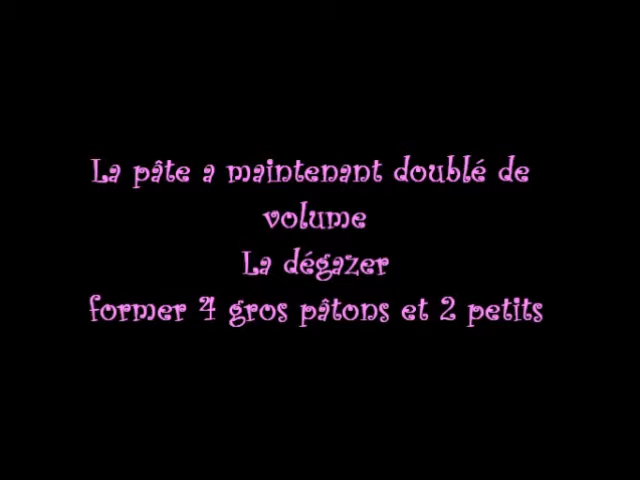 La pâte a maintenant doublé de
volume
La dégazer
former 4 gros pâtons et 2 petits